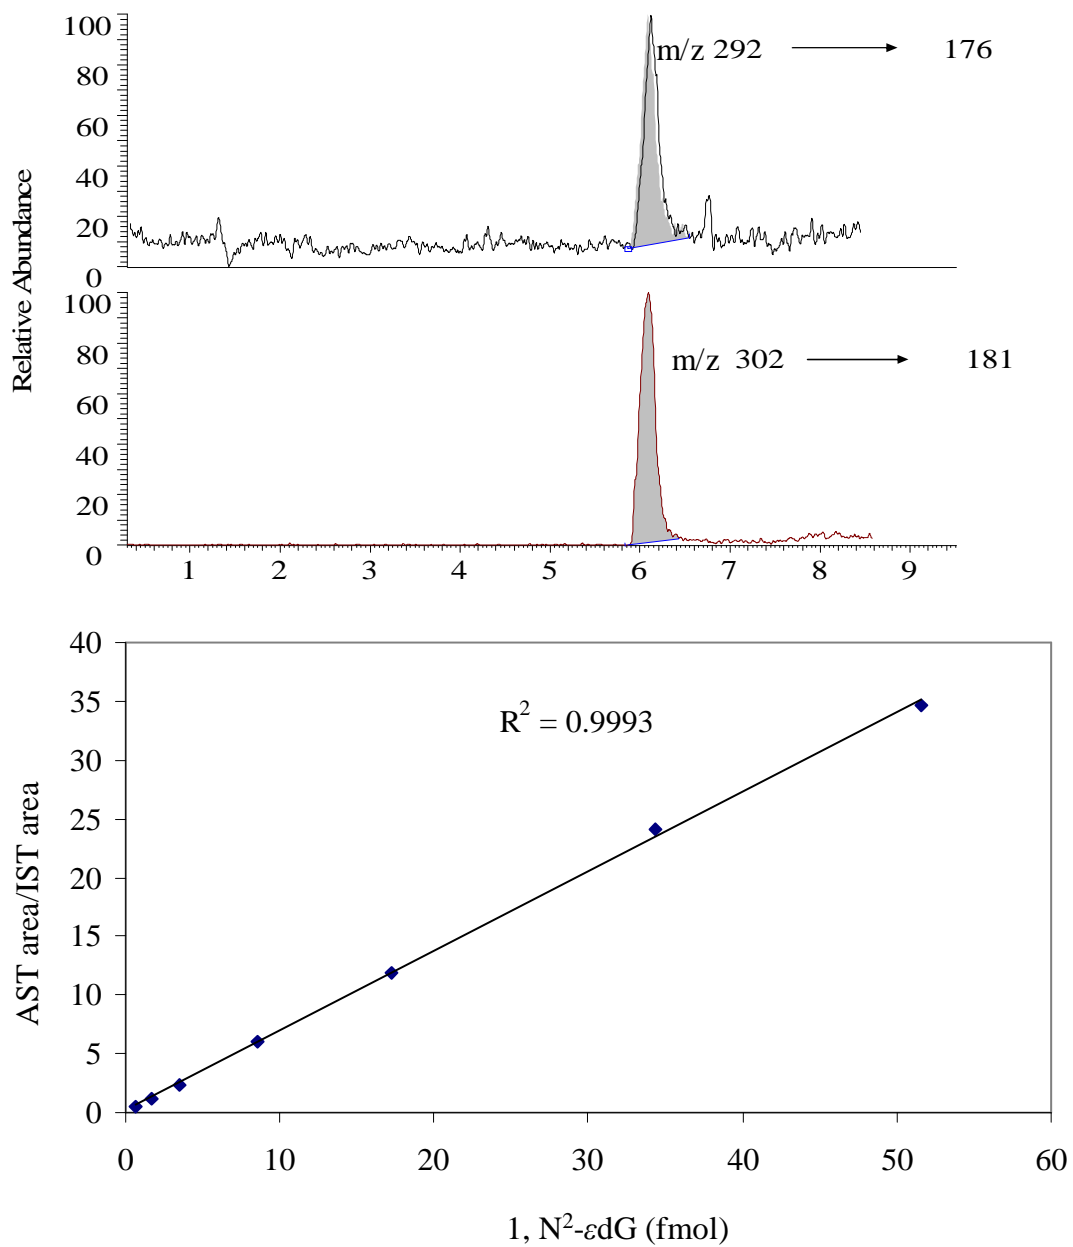 Relative Abundance
100
80
60
40
20
0
m/z 292 → 176
100
80
60
40
20
0
m/z 302 → 181
1 2 3 4 5 6 7 8 9
AST area/IST area
40
35
30
25
20
15
10
5
0
R² = 0.9993
0 10 20 30 40 50 60
1, N²-εdG (fmol)